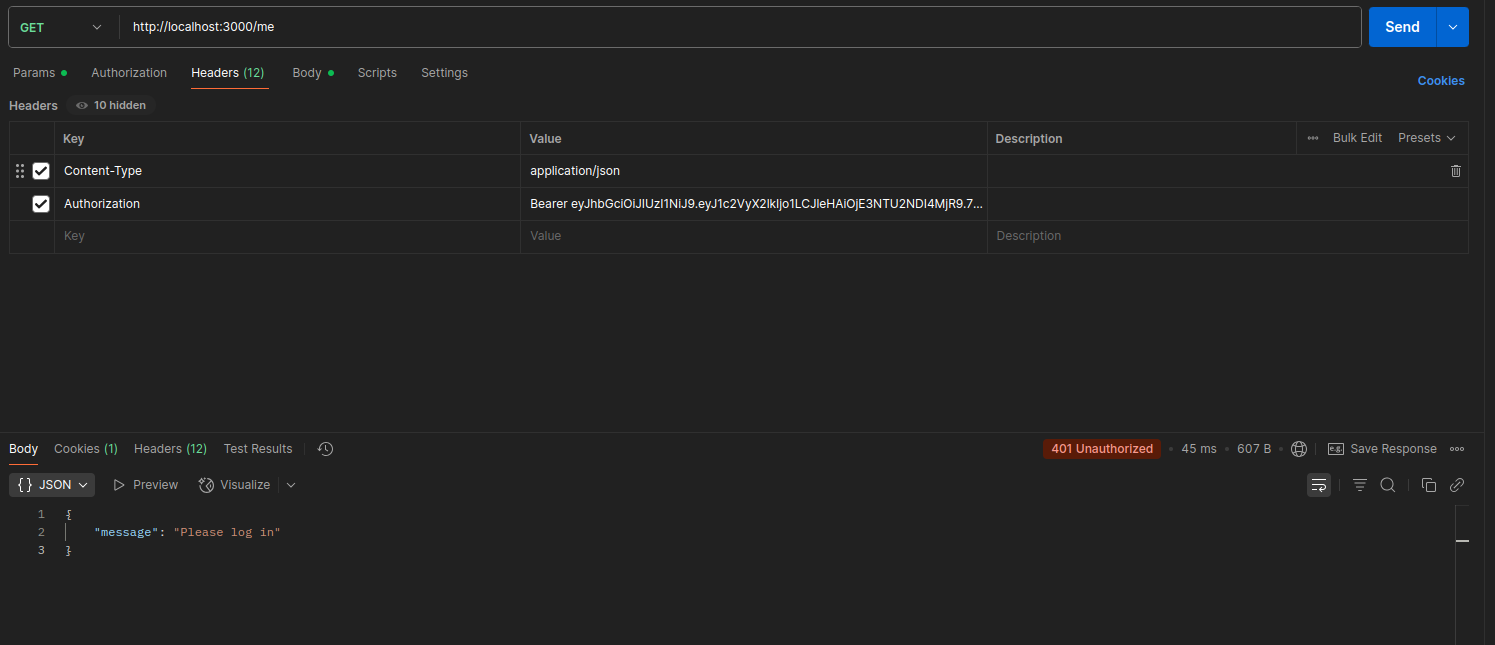 GET http://localhost:3000/me Send
Params Authorization Headers (12) Body Scripts Settings Cookies
Headers 10 hidden
Key Value Description Bulk Edit Presets
Content-Type application/json
Authorization Bearer eyJhbGciOiJIUzI1NiJ9.eyJ1c2VyX2lkIjo1LCJleHAiOjE3NTU2NDI4MjR9.7...
Key Value Description
Body Cookies (1) Headers (12) Test Results 401 Unauthorized 45 ms 607 B e.g. Save Response
{} JSON Preview Visualize
1 {
2 "message": "Please log in"
3 }